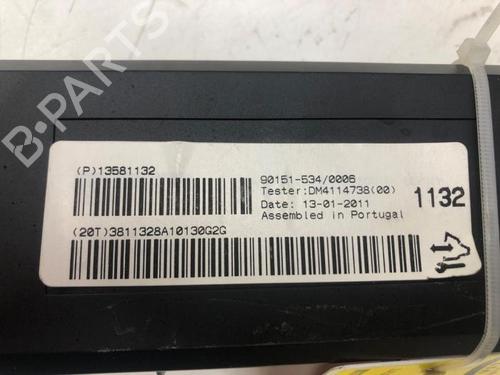 (P)13581132
90151-534/0006
Tester:DM4114738(00)
Date: 13-01-2011
Assembled in Portugal
1132
(20T)3811328A10130G2G
B-PARTS